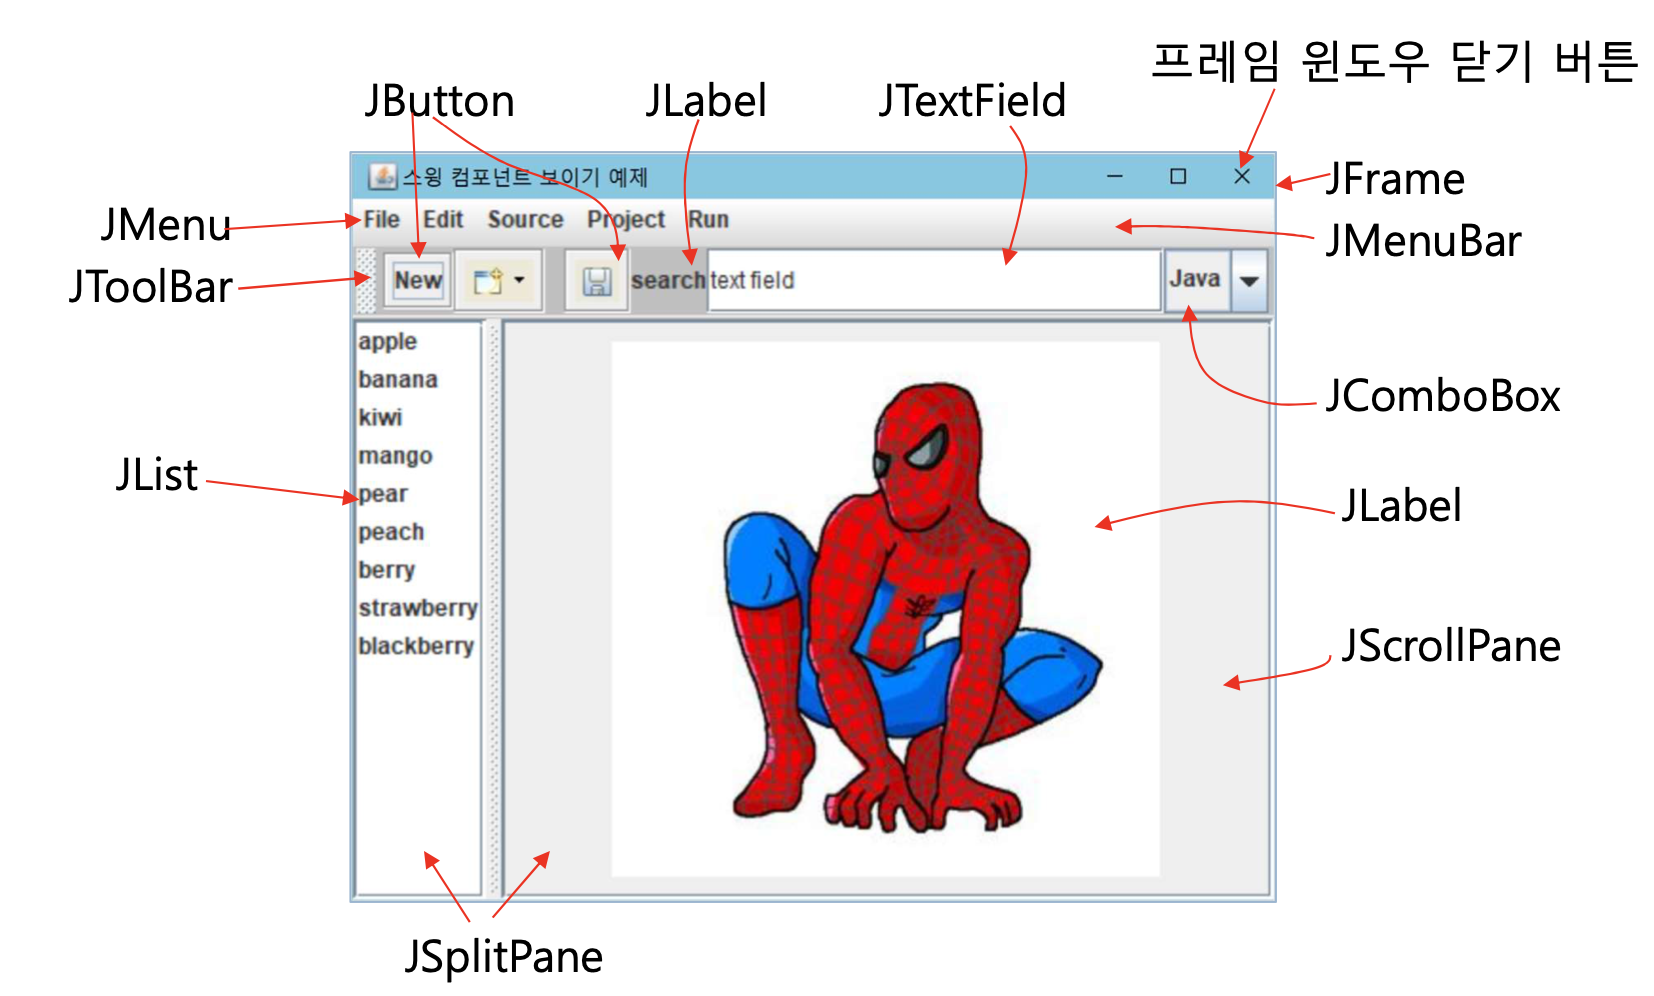 프레임 윈도우 닫기 버튼
JButton
JLabel
JTextField
스윙 컴포넌트 보이기 예제
JFrame
JMenu
File Edit Source Project Run
JMenuBar
JToolBar
New
search
text field
Java
apple
banana
kiwi
mango
pear
peach
berry
strawberry
blackberry
JComboBox
JList
JLabel
JScrollPane
JSplitPane